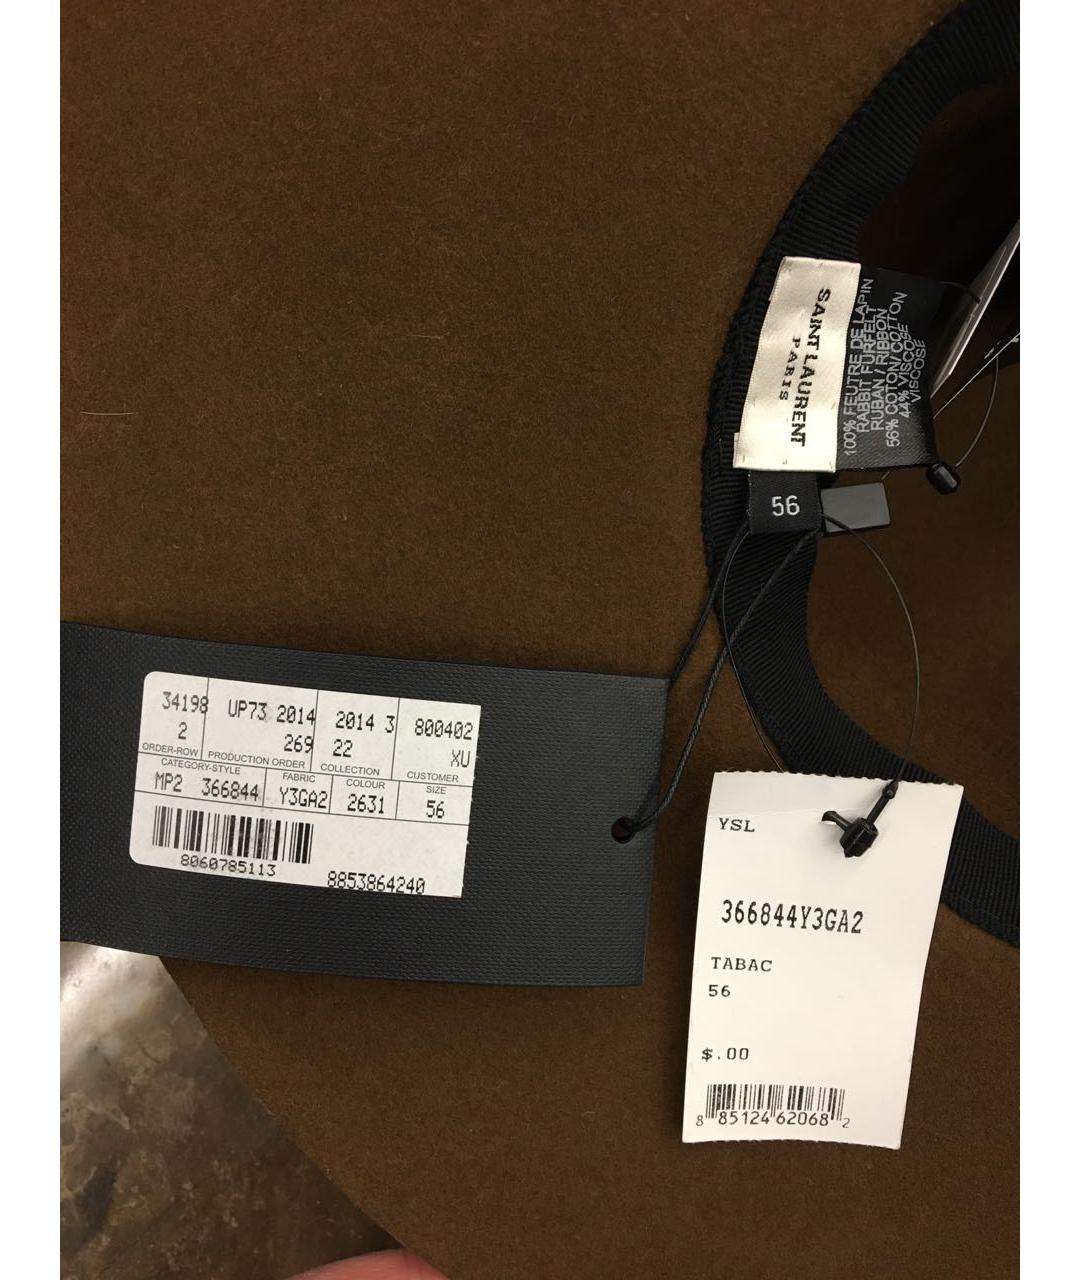 SAINT LAURENT
PARIS
100% FEUTRE DE LAPIN
RABBIT FURFELT
RUBAN / RIBBON
56% COTON/COTTON
44% VISCOSE
VISCOSE
56
34198
2
ORDER-ROW
UP73 2014
269
PRODUCTION ORDER
2014 3
22
COLLECTION
800402
XU
CUSTOMER
CATEGORY-STYLE
MP2 366844
FABRIC
Y3GA2
COLOUR
2631
SIZE
56
8060785113
8853864240
YSL
366844Y3GA2
TABAC
56
$.00
8 85124 62068 2